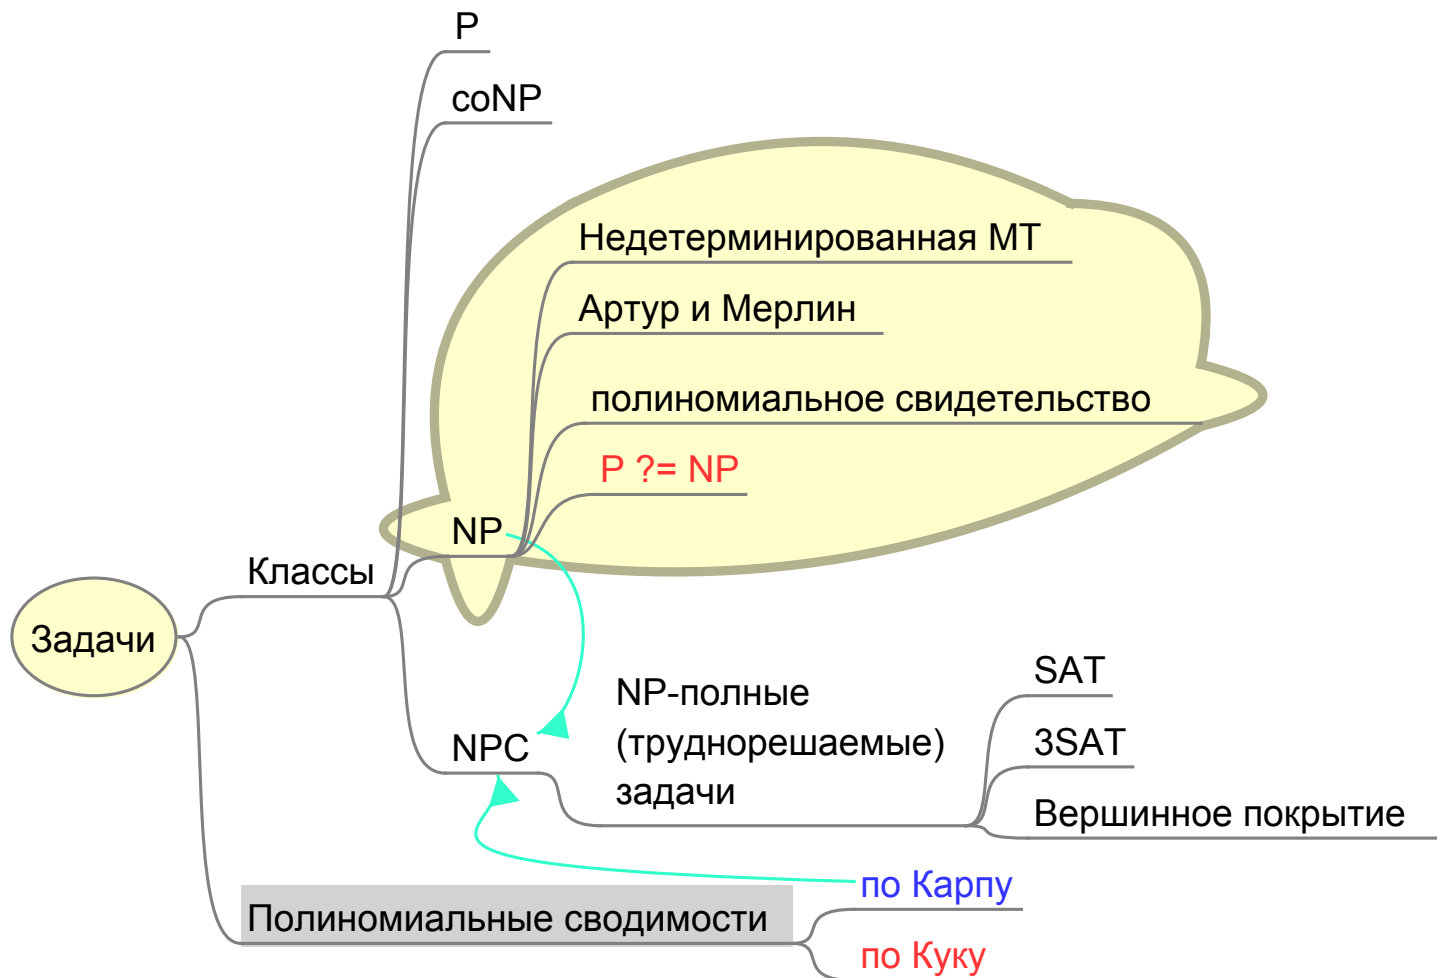 P
coNP
Недетерминированная МТ
Артур и Мерлин
полиномиальное свидетельство
P ?= NP
NP
Классы
Задачи
NPC
NP-полные
(труднорешаемые)
задачи
SAT
3SAT
Вершинное покрытие
Полиномиальные сводимости
по Карпу
по Куку